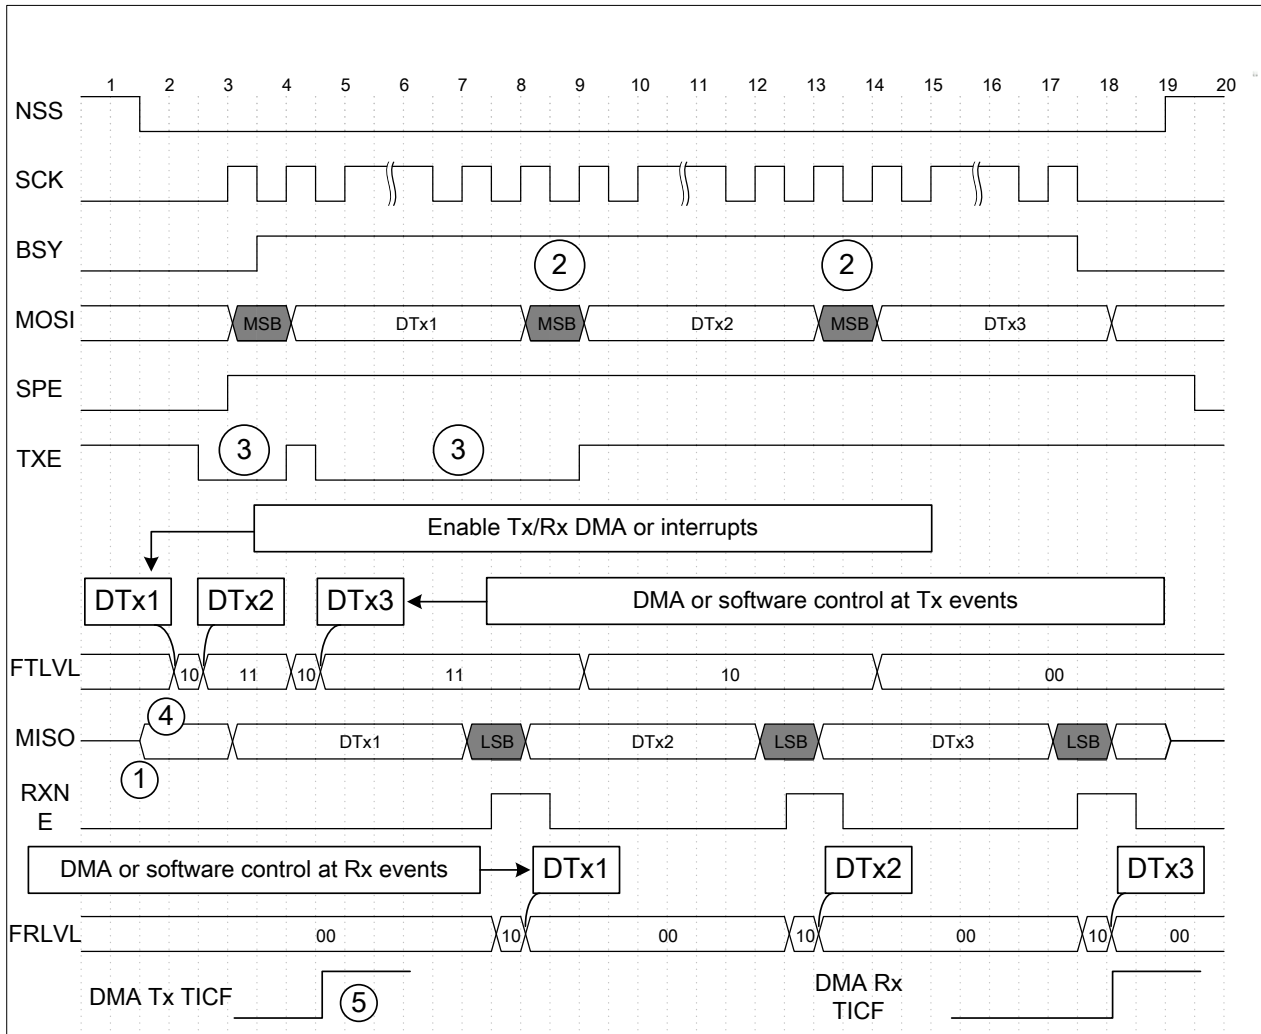 1 2 3 4 5 6 7 8 9 10 11 12 13 14 15 16 17 18 19 20
NSS
SCK
BSY
2 2
MOSI MSB DTx1 MSB DTx2 MSB DTx3
SPE
TXE 3 3
Enable Tx/Rx DMA or interrupts
DTx1 DTx2 DTx3 DMA or software control at Tx events
FTLVL 10 11 10 11 10 00
4
MISO DTx1 LSB DTx2 LSB DTx3 LSB
1
RXN
E
DMA or software control at Rx events DTx1 DTx2 DTx3
FRLVL 00 10 00 10 00 10 00
DMA Tx TICF 5 DMA Rx
TICF